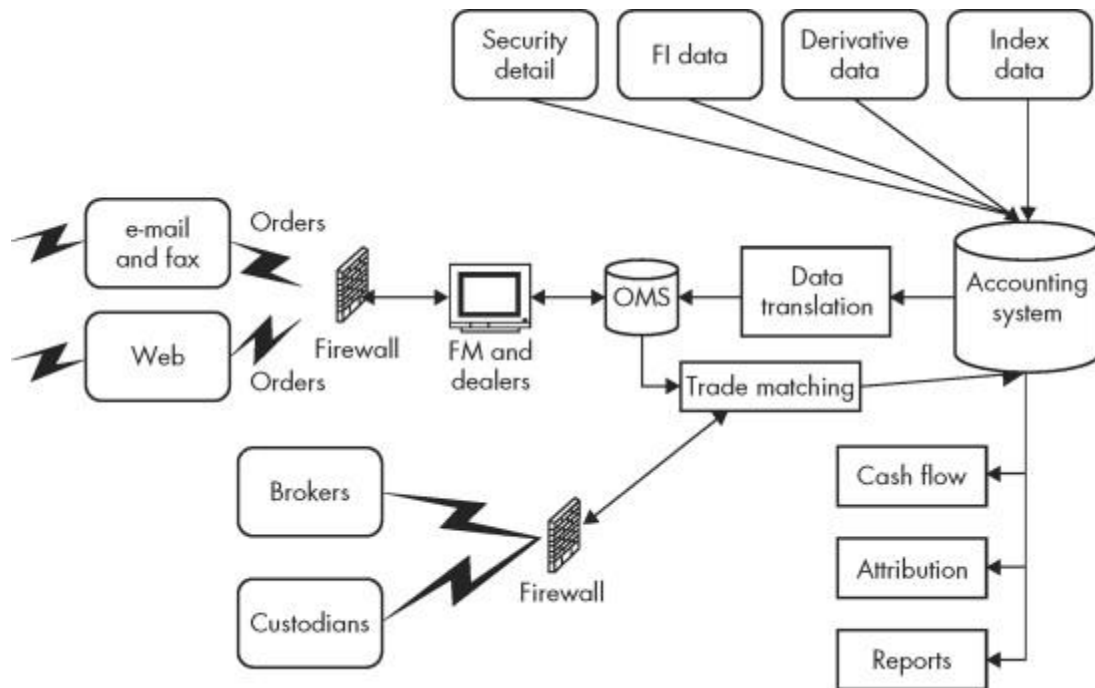 Security
detail
FI data
Derivative
data
Index
data
e-mail
and fax
Orders
Web
Orders
Firewall
FM and
dealers
OMS
Data
translation
Accounting
system
Trade matching
Brokers
Custodians
Firewall
Cash flow
Attribution
Reports